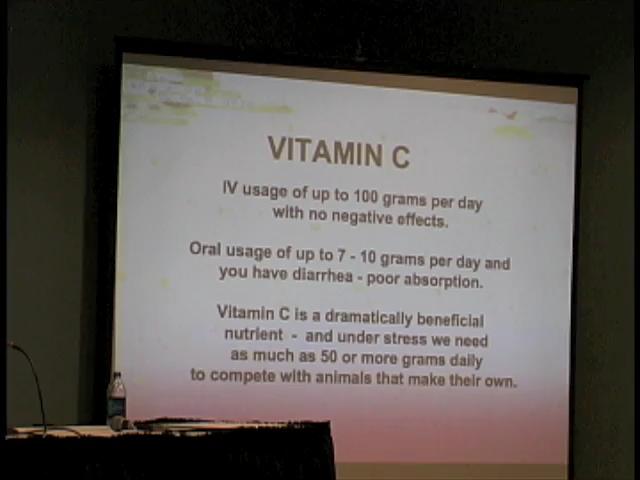 VITAMIN C
IV usage of up to 100 grams per day
with no negative effects.
Oral usage of up to 7 - 10 grams per day and
you have diarrhea - poor absorption.
Vitamin C is a dramatically beneficial
nutrient - and under stress we need
as much as 50 or more grams daily
to compete with animals that make their own.